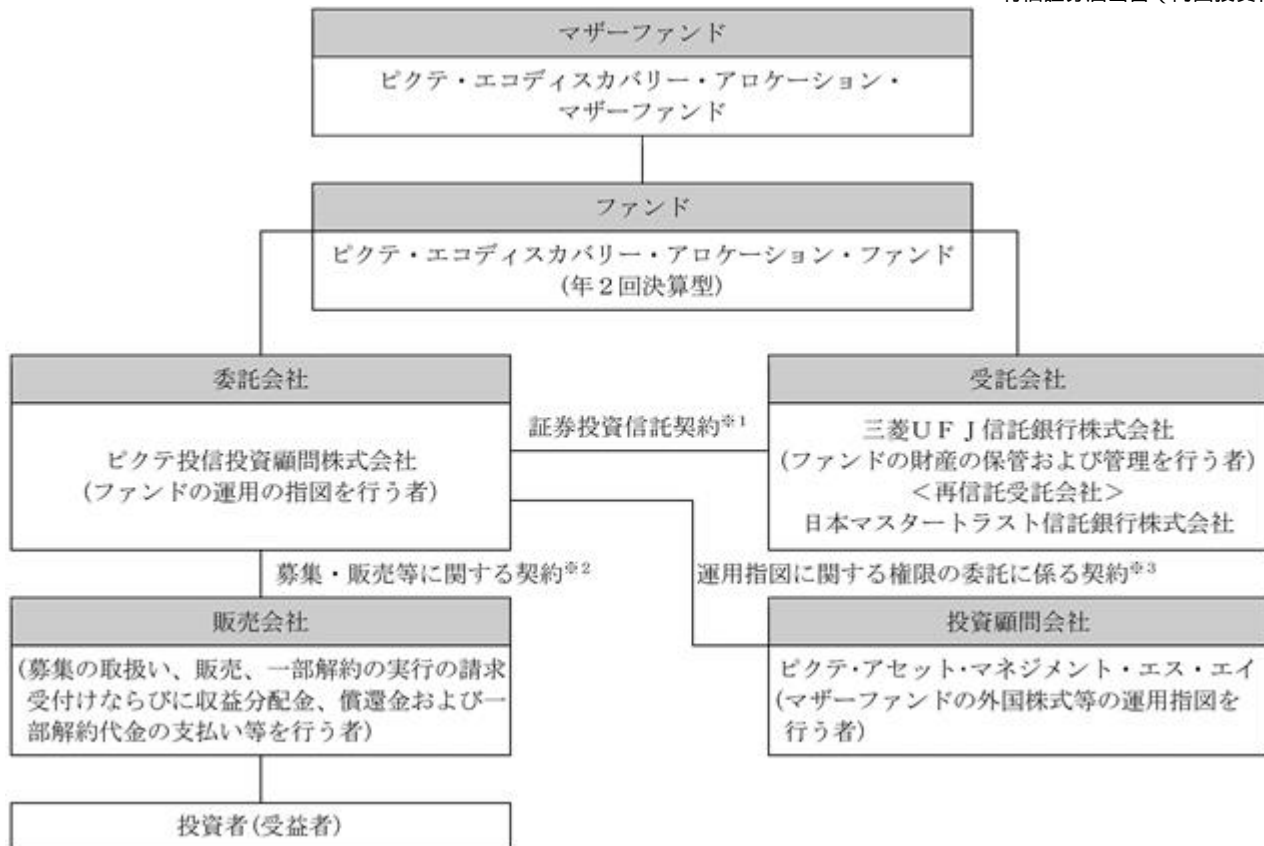 マザーファンド
ピクテ・エコディスカバリー・アロケーション・
マザーファンド
ファンド
ピクテ・エコディスカバリー・アロケーション・ファンド
(年２回決算型)
委託会社
ピクテ投信投資顧問株式会社
(ファンドの運用の指図を行う者)
証券投資信託契約※1
受託会社
三菱ＵＦＪ信託銀行株式会社
(ファンドの財産の保管および管理を行う者)
＜再信託受託会社＞
日本マスタートラスト信託銀行株式会社
募集・販売等に関する契約※2
運用指図に関する権限の委託に係る契約※3
販売会社
(募集の取扱い、販売、一部解約の実行の請求
受付けならびに収益分配金、償還金および一
部解約代金の支払い等を行う者)
投資顧問会社
ピクテ・アセット・マネジメント・エス・エイ
(マザーファンドの外国株式等の運用指図を
行う者)
投資者(受益者)